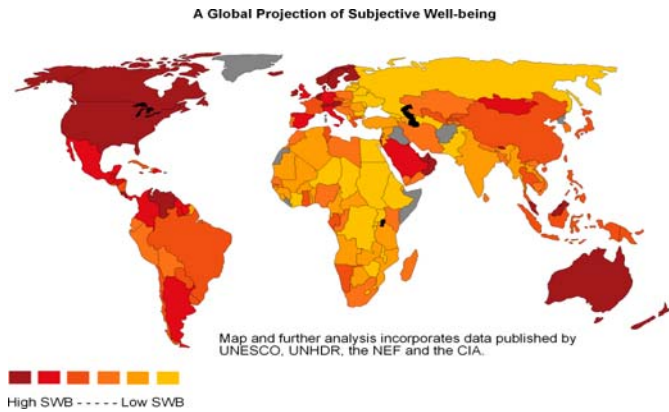 A Global Projection of Subjective Well-being
Map and further analysis incorporates data published by
UNESCO, UNHDR, the NEF and the CIA.
High SWB - - - - - Low SWB